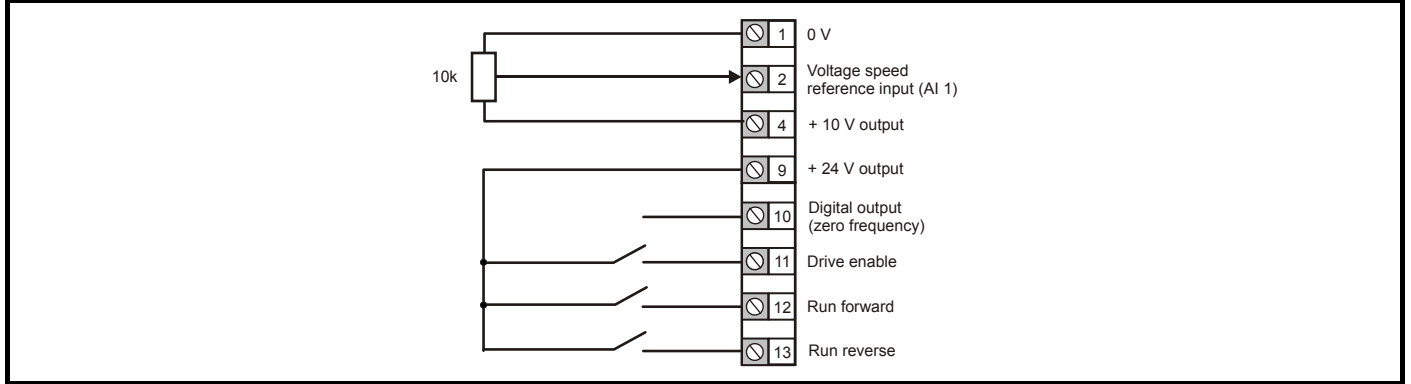 1 0 V
10k
2 Voltage speed
reference input (AI 1)
4 + 10 V output
9 + 24 V output
10 Digital output
(zero frequency)
11 Drive enable
12 Run forward
13 Run reverse